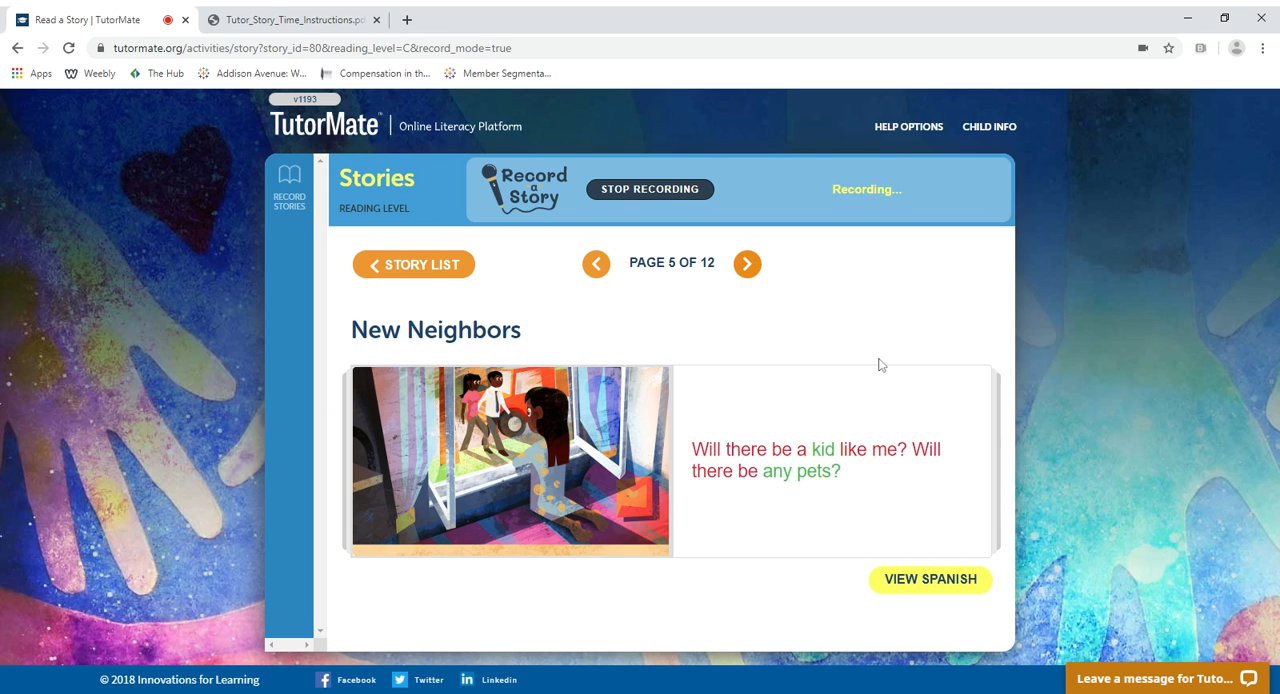 Read a Story | TutorMate
Tutor_Story_Time_Instructions.pd
tutormate.org/activities/story?story_id=80&reading_level=C&record_mode=true
Apps
Weebly
The Hub
Addison Avenue: W...
Compensation in th...
Member Segmenta...
v1193
TutorMate™ | Online Literacy Platform
HELP OPTIONS
CHILD INFO
RECORD STORIES
Stories
READING LEVEL
Record a Story
STOP RECORDING
Recording...
STORY LIST
PAGE 5 OF 12
New Neighbors
Will there be a kid like me? Will
there be any pets?
VIEW SPANISH
© 2018 Innovations for Learning
Facebook
Twitter
Linkedin
Leave a message for Tuto...